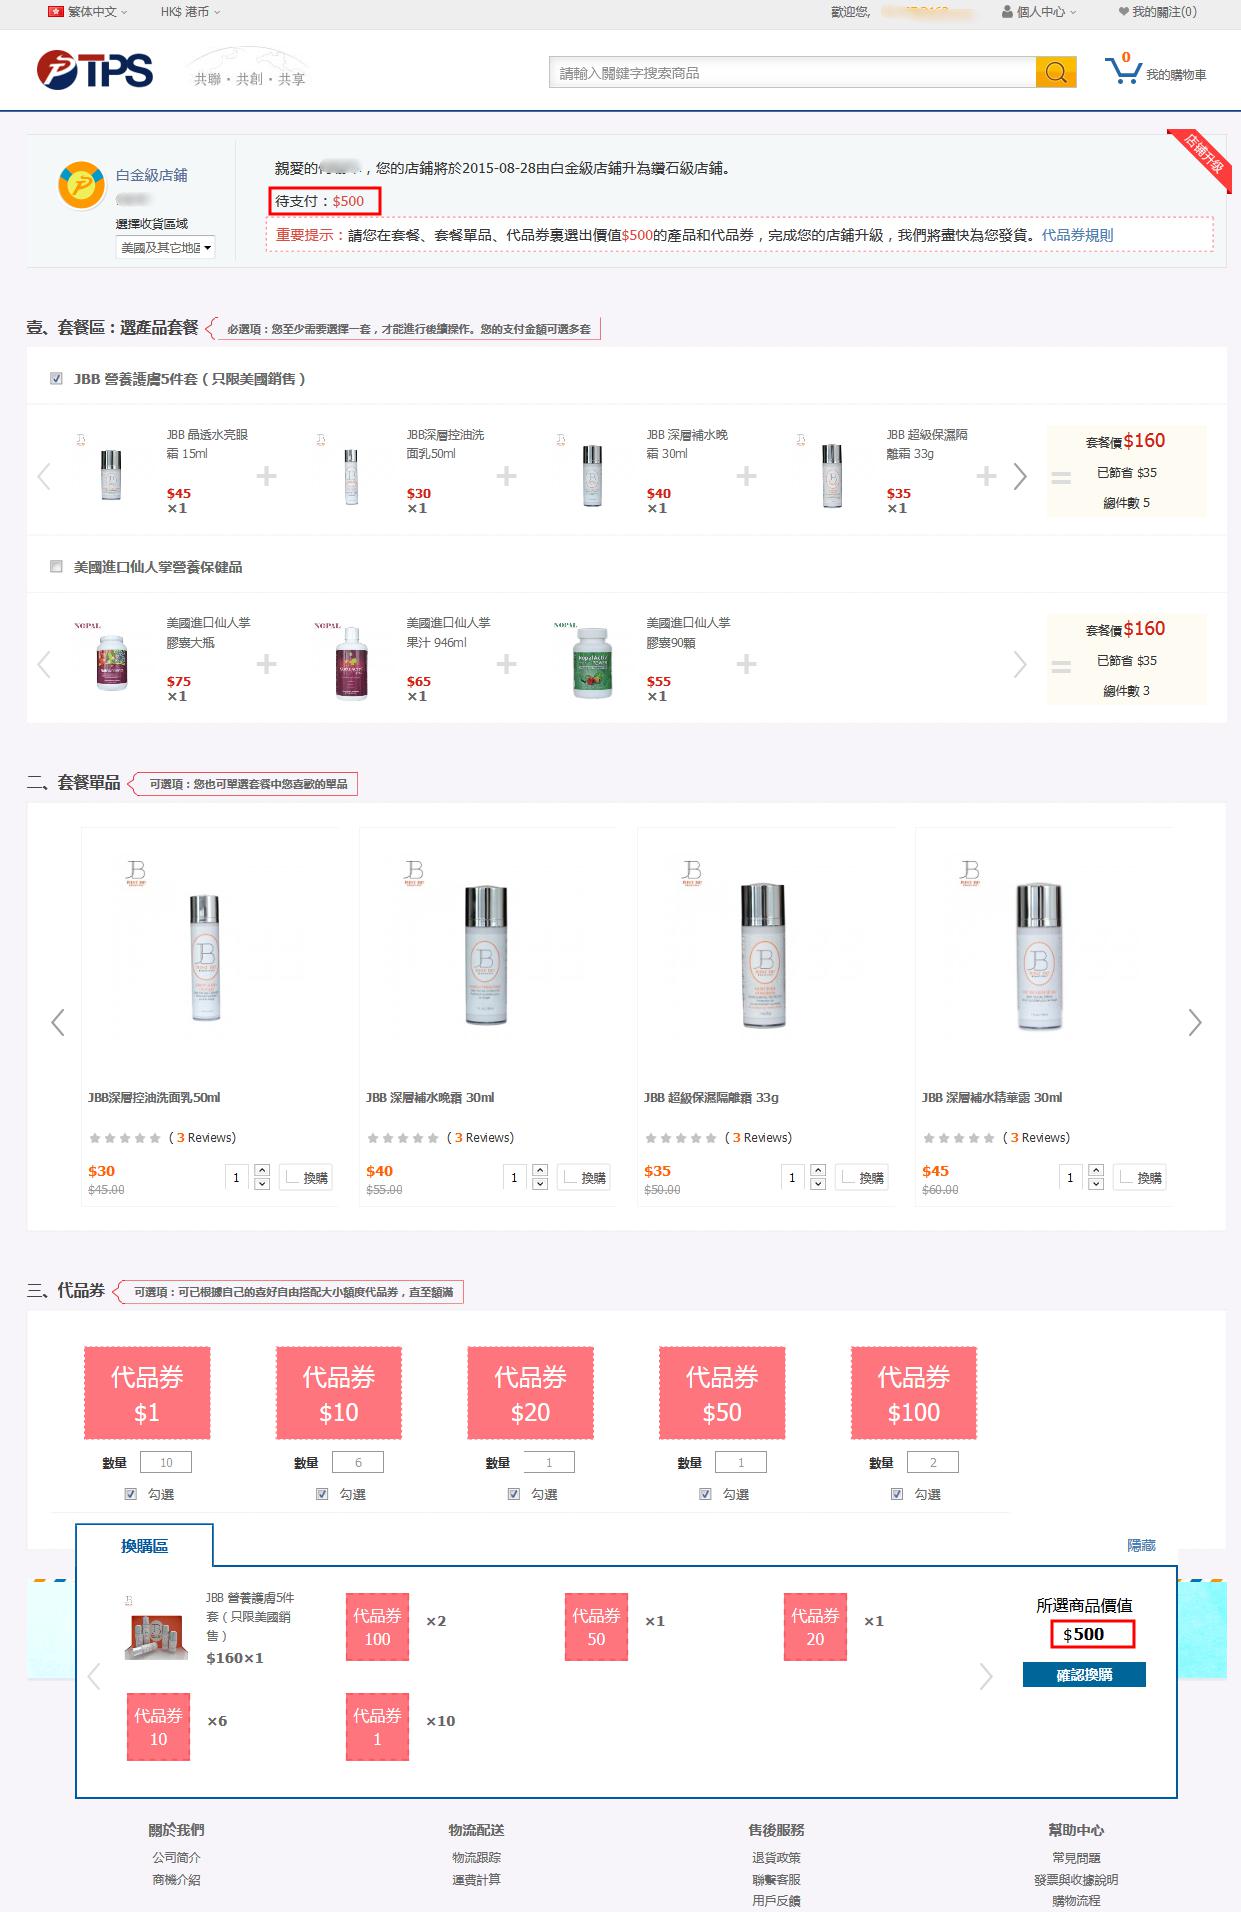 繁体中文
HK$ 港币
歡迎您,
個人中心
我的關注(0)
TPS
共聯・共創・共享
請輸入關鍵字搜索商品
0
我的購物車
店铺升级
白金級店鋪
選擇收貨區域
美國及其它地區
親愛的
，您的店鋪將於2015-08-28由白金級店鋪升為鑽石級店鋪。
待支付：$500
重要提示：請您在套餐、套餐單品、代品券裏選出價值$500的產品和代品券，完成您的店鋪升級，我們將盡快為您發貨。代品券規則
壹、套餐區：選產品套餐
必選項：您至少需要選擇一套，才能進行後續操作。您的支付金額可選多套
JBB 營養護膚5件套（只限美國銷售）
JBB 晶透水亮眼
霜 15ml
$45
×1
JBB深層控油洗
面乳50ml
$30
×1
JBB 深層補水晚
霜 30ml
$40
×1
JBB 超級保濕隔
離霜 33g
$35
×1
套餐價$160
已節省 $35
總件數 5
美國進口仙人掌營養保健品
NOPAL
美國進口仙人掌
膠囊大瓶
$75
×1
NOPAL
美國進口仙人掌
果汁 946ml
$65
×1
NOPAL
美國進口仙人掌
膠囊90顆
$55
×1
套餐價$160
已節省 $35
總件數 3
二、套餐單品
可選項：您也可單選套餐中您喜歡的單品
JB
JB
JBB深層控油洗面乳50ml
( 3 Reviews)
$30
$45.00
1
換購
JB
JB
JBB 深層補水晚霜 30ml
( 3 Reviews)
$40
$55.00
1
換購
JB
JB
JBB 超級保濕隔離霜 33g
( 3 Reviews)
$35
$50.00
1
換購
JB
JB
JBB 深層補水精華露 30ml
( 3 Reviews)
$45
$60.00
1
換購
三、代品券
可選項：可已根據自己的喜好自由搭配大小額度代品券，直至額滿
代品券
$1
數量 10
勾選
代品券
$10
數量 6
勾選
代品券
$20
數量 1
勾選
代品券
$50
數量 1
勾選
代品券
$100
數量 2
勾選
換購區
隱藏
JBB 營養護膚5件
套（只限美國銷
售）
$160×1
代品券
100
×2
代品券
50
×1
代品券
20
×1
代品券
10
×6
代品券
1
×10
所選商品價值
$500
確認換購
關於我們
公司簡介
商機介紹
物流配送
物流跟踪
運費計算
售後服務
退貨政策
聯繫客服
用戶反饋
幫助中心
常見問題
發票與收據說明
購物流程